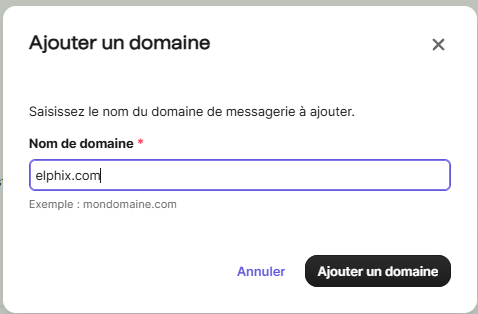 Ajouter un domaine
Saisissez le nom du domaine de messagerie à ajouter.
Nom de domaine *
elphix.com
Exemple : mondomaine.com
Annuler
Ajouter un domaine